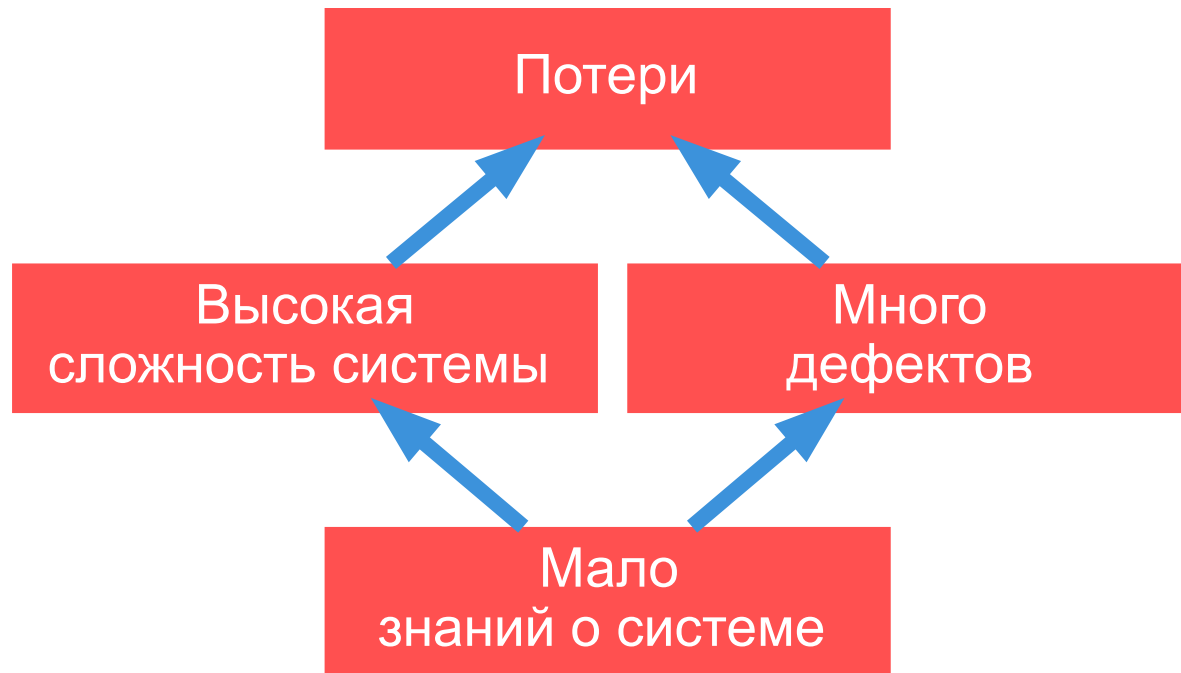 Потери
Высокая
сложность системы
Много
дефектов
Мало
знаний о системе